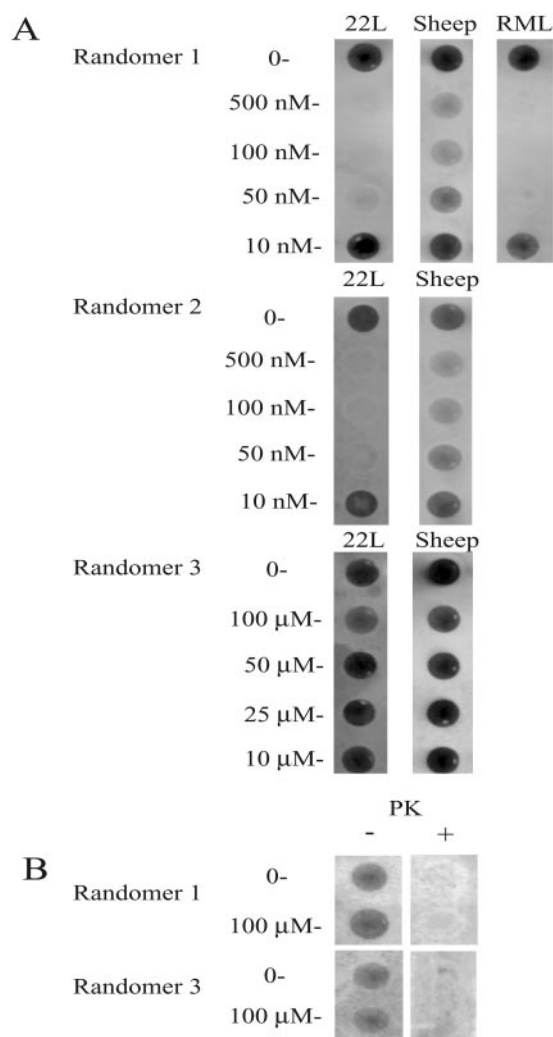 A
22L Sheep RML
Randomer 1 0-
500 nM-
100 nM-
50 nM-
10 nM-
22L Sheep
Randomer 2 0-
500 nM-
100 nM-
50 nM-
10 nM-
22L Sheep
Randomer 3 0-
100 μM-
50 μM-
25 μM-
10 μM-
PK
- +
B
Randomer 1 0-
100 μM-
Randomer 3 0-
100 μM-